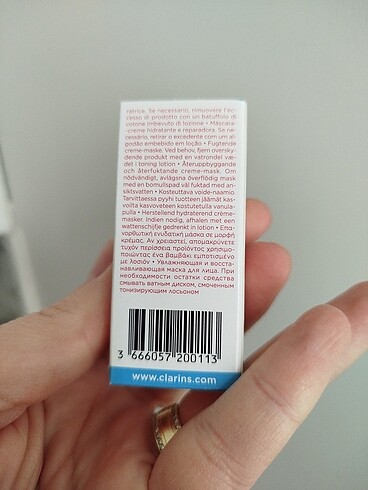 ratrice. Se necessario, rimuovere l'ec-
cesso di prodotto con un batuffolo di
cotone imbevuto di lozione • Máscara-
-creme hidratante e reparadora. Se ne-
cessário, retirar o excedente com um al-
godão embebido em loção • Fugtende
creme-maske. Ved behov, fjern oversky-
dende produkt med en vatrondel væ-
det i toning lotion • Återuppbyggande
och återfuktande creme-mask. Om
nödvändigt, avlägsna överflödig mask
med en bomullspad väl fuktad med an-
siktsvatten • Kosteuttava voide-naamio.
Tarvittaessa pyyhi tuotteen jäämät kas-
voilta kasvoveteen kostutetulla vanula-
pulla • Herstellend hydraterend crème-
masker. Indien nodig, afhalen met een
wattenschijfje gedrenkt in lotion • Επα-
νορθωτική ενυδατική μάσκα σε μορφή
κρέμας. Αν χρειαστεί, απομακρύνετε
τυχόν περίσσεια προϊόντος χρησιμο-
ποιώντας ένα βαμβάκι εμποτισμένο
με λοσιόν • Увлажняющая и восста-
навливающая маска для лица. При
необходимости остатки средства
смывать ватным диском, смоченным
тонизирующим лосьоном
3 666057 200113
www.clarins.com